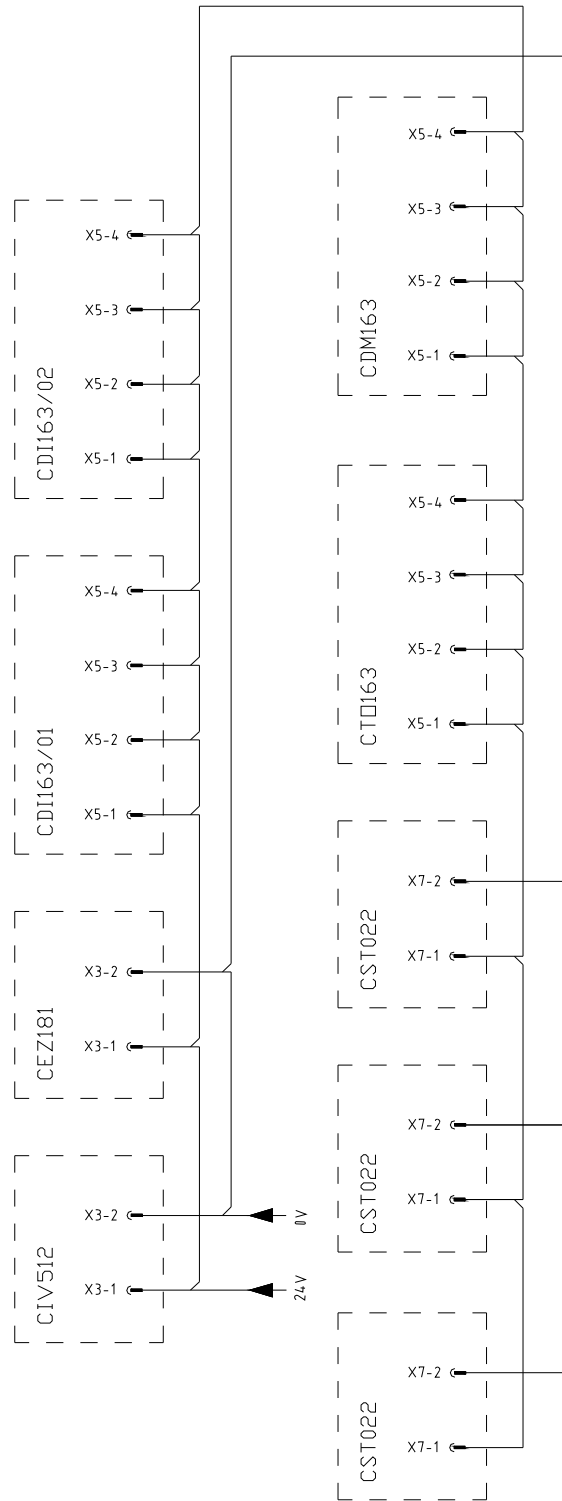 X5-4
X5-3
X5-2
X5-1
CDI163/02
X5-4
X5-3
X5-2
X5-1
CDI163/01
X3-2
X3-1
CEZ181
X3-2
X3-1
CIV512
0V
24V
X5-4
X5-3
X5-2
X5-1
CDM163
X5-4
X5-3
X5-2
X5-1
CTO163
X7-2
X7-1
CST022
X7-2
X7-1
CST022
X7-2
X7-1
CST022